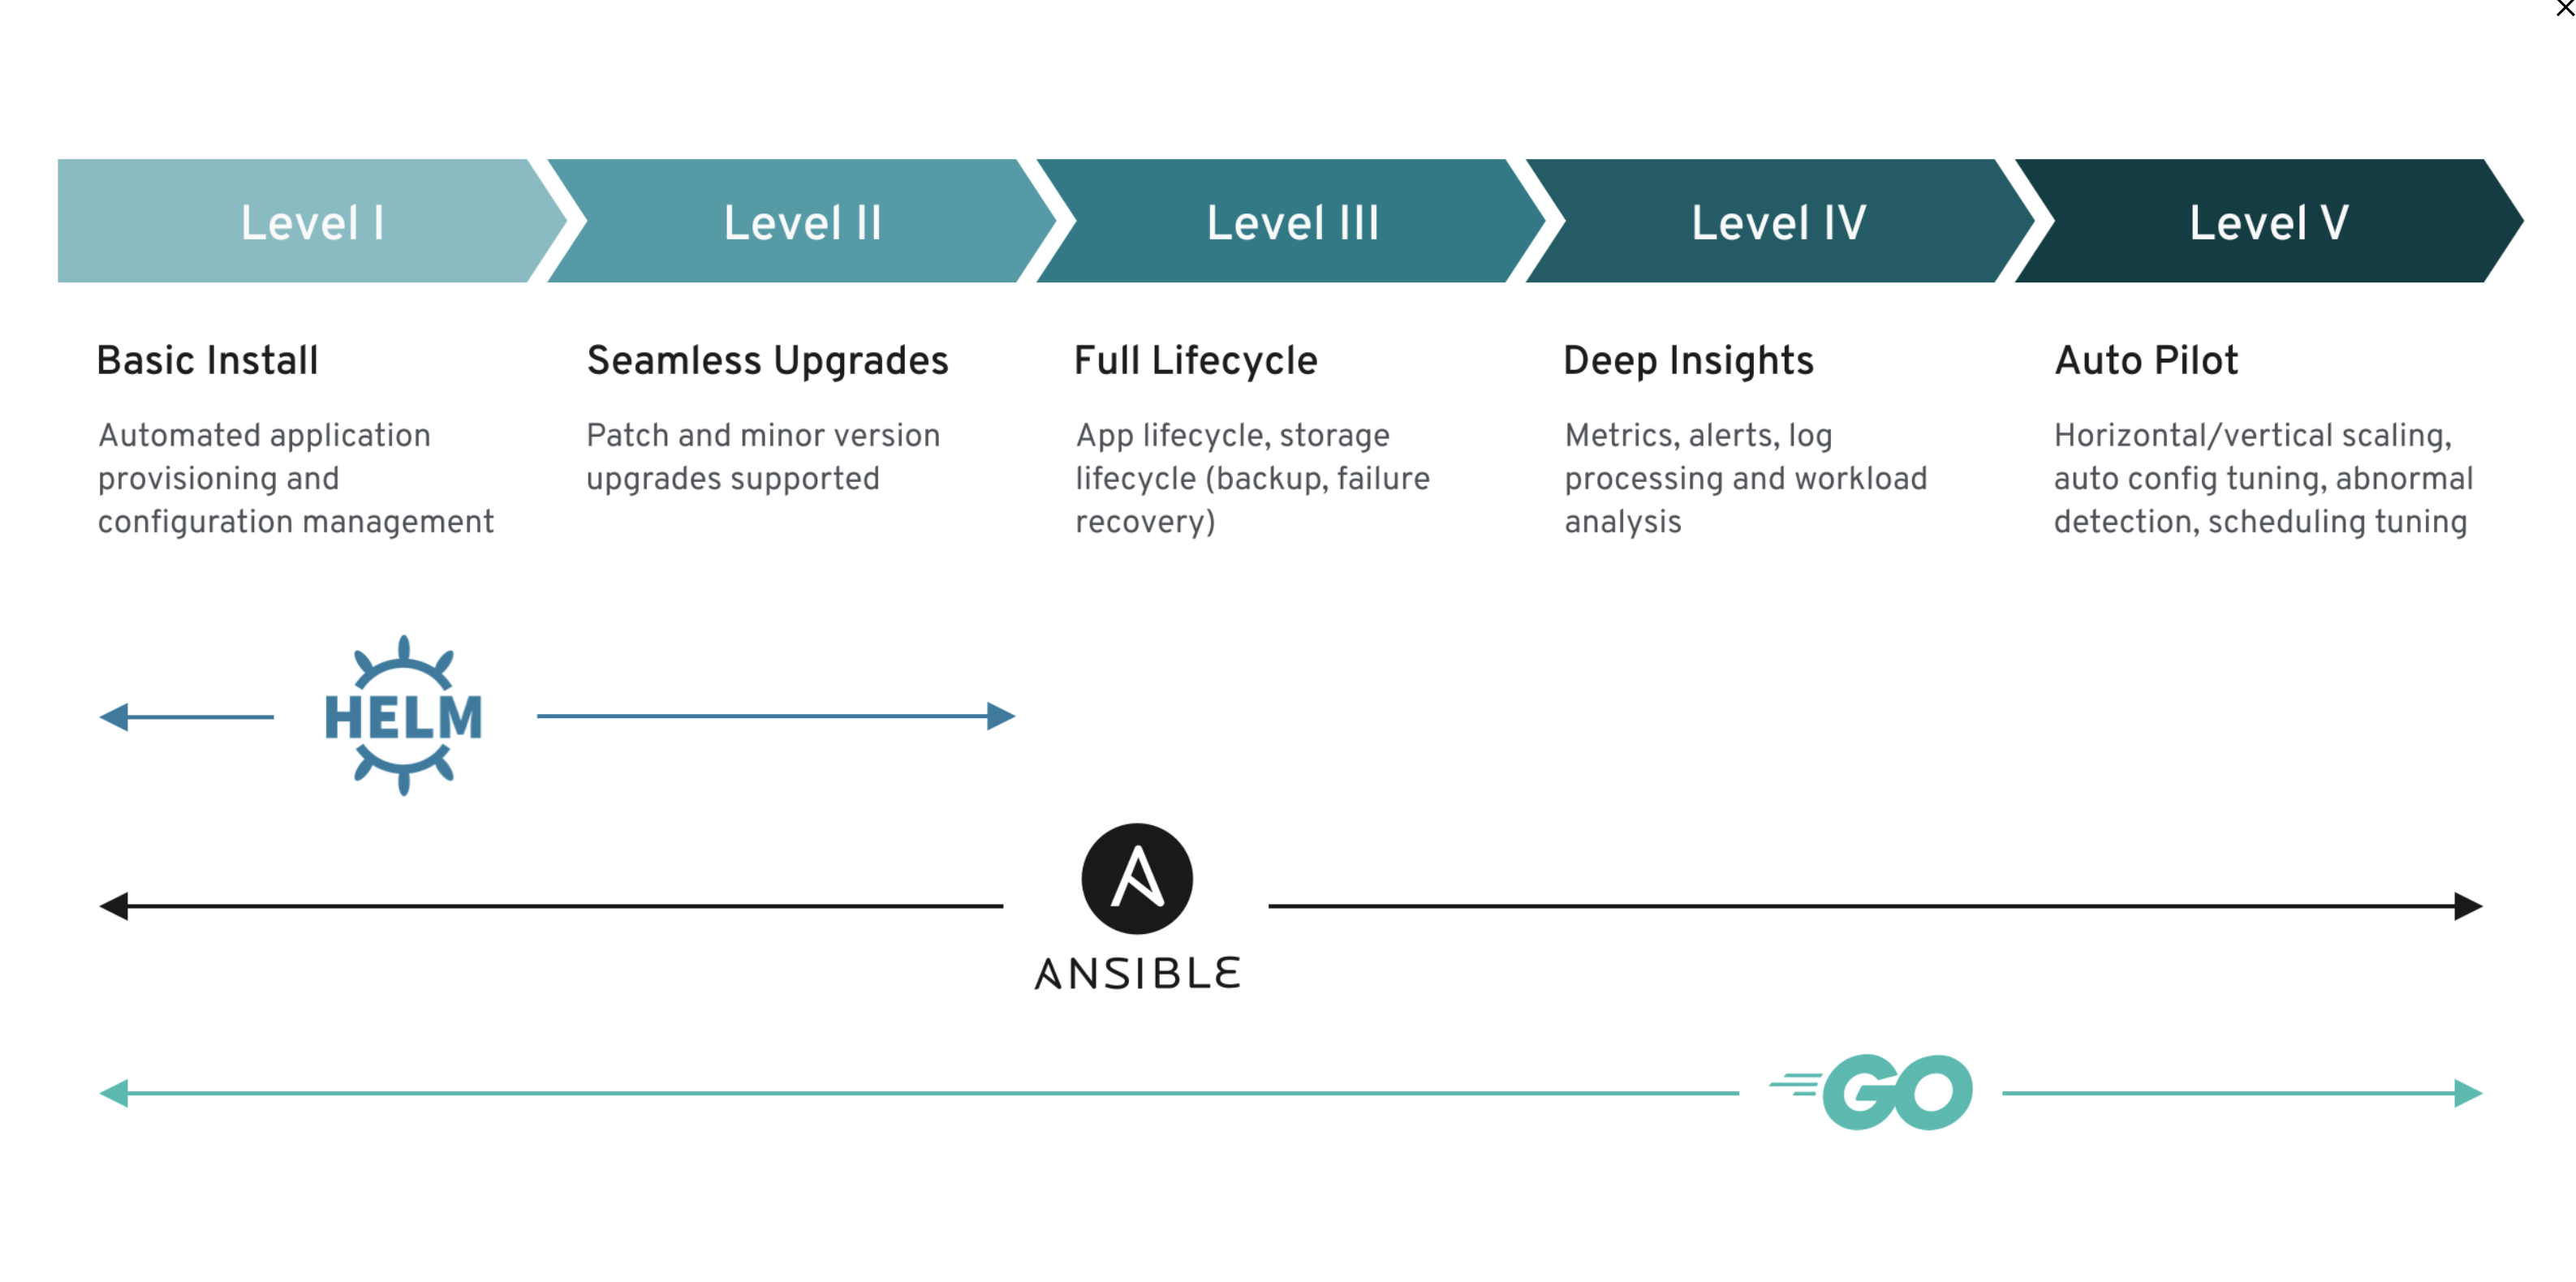 Level I
Level II
Level III
Level IV
Level V
Basic Install
Automated application
provisioning and
configuration management
Seamless Upgrades
Patch and minor version
upgrades supported
Full Lifecycle
App lifecycle, storage
lifecycle (backup, failure
recovery)
Deep Insights
Metrics, alerts, log
processing and workload
analysis
Auto Pilot
Horizontal/vertical scaling,
auto config tuning, abnormal
detection, scheduling tuning
HELM
A
ANSIBLE
GO